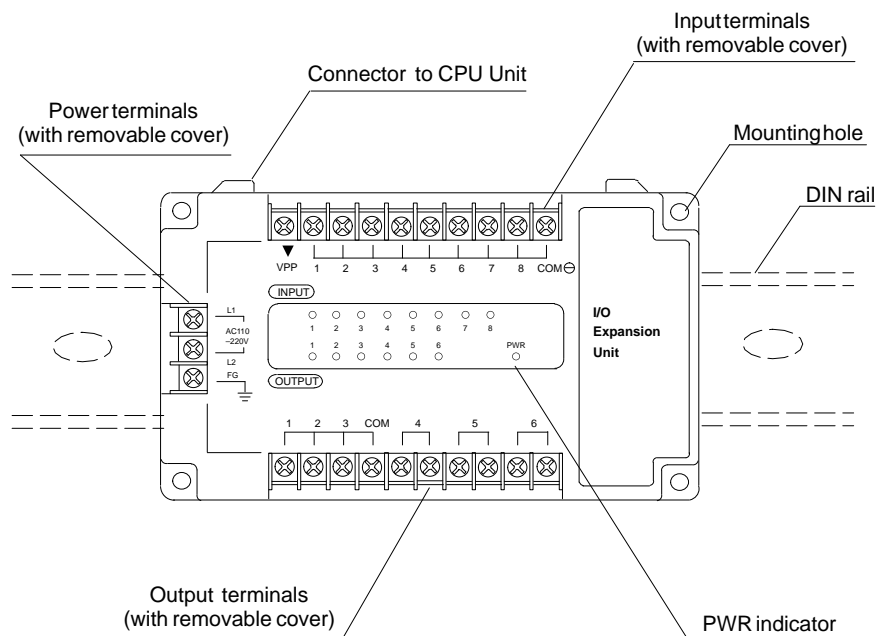 Input terminals
(with removable cover)
Connector to CPU Unit
Power terminals
(with removable cover)
Mounting hole
DIN rail
VPP 1 2 3 4 5 6 7 8 COM⊖
INPUT
L1
AC110
~220V
L2
FG
1 2 3 4 5 6 7 8
1 2 3 4 5 6 PWR
OUTPUT
I/O
Expansion
Unit
1 2 3 COM 4 5 6
Output terminals
(with removable cover)
PWR indicator